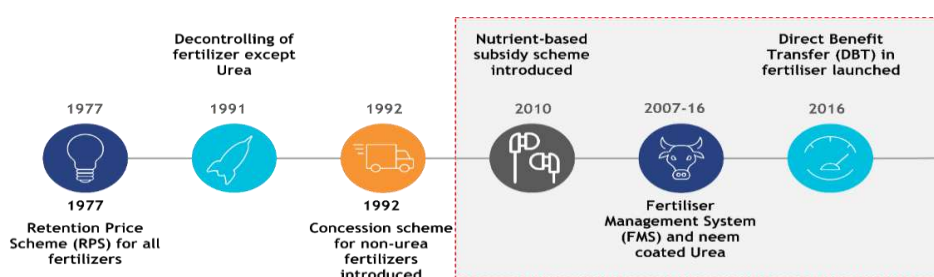 Decontrolling of
fertilizer except
Urea
Nutrient-based
subsidy scheme
introduced
Direct Benefit
Transfer (DBT) in
fertiliser launched
1977
1991
1992
2010
2007-16
2016
1977
Retention Price
Scheme (RPS) for all
fertilizers
1992
Concession scheme
for non-urea
fertilizers
introduced
Fertiliser
Management System
(FMS) and neem
coated Urea